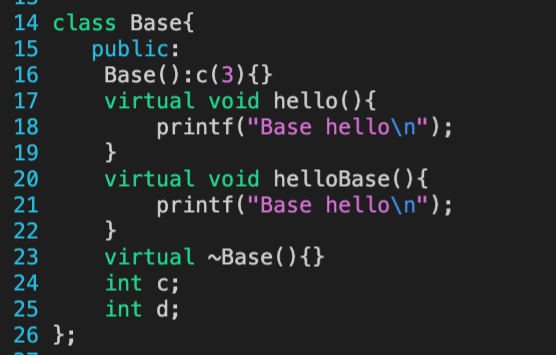 14 class Base{
15    public:
16     Base():c(3){}
17     virtual void hello(){
18         printf("Base hello\n");
19     }
20     virtual void helloBase(){
21         printf("Base hello\n");
22     }
23     virtual ~Base(){}
24     int c;
25     int d;
26 };